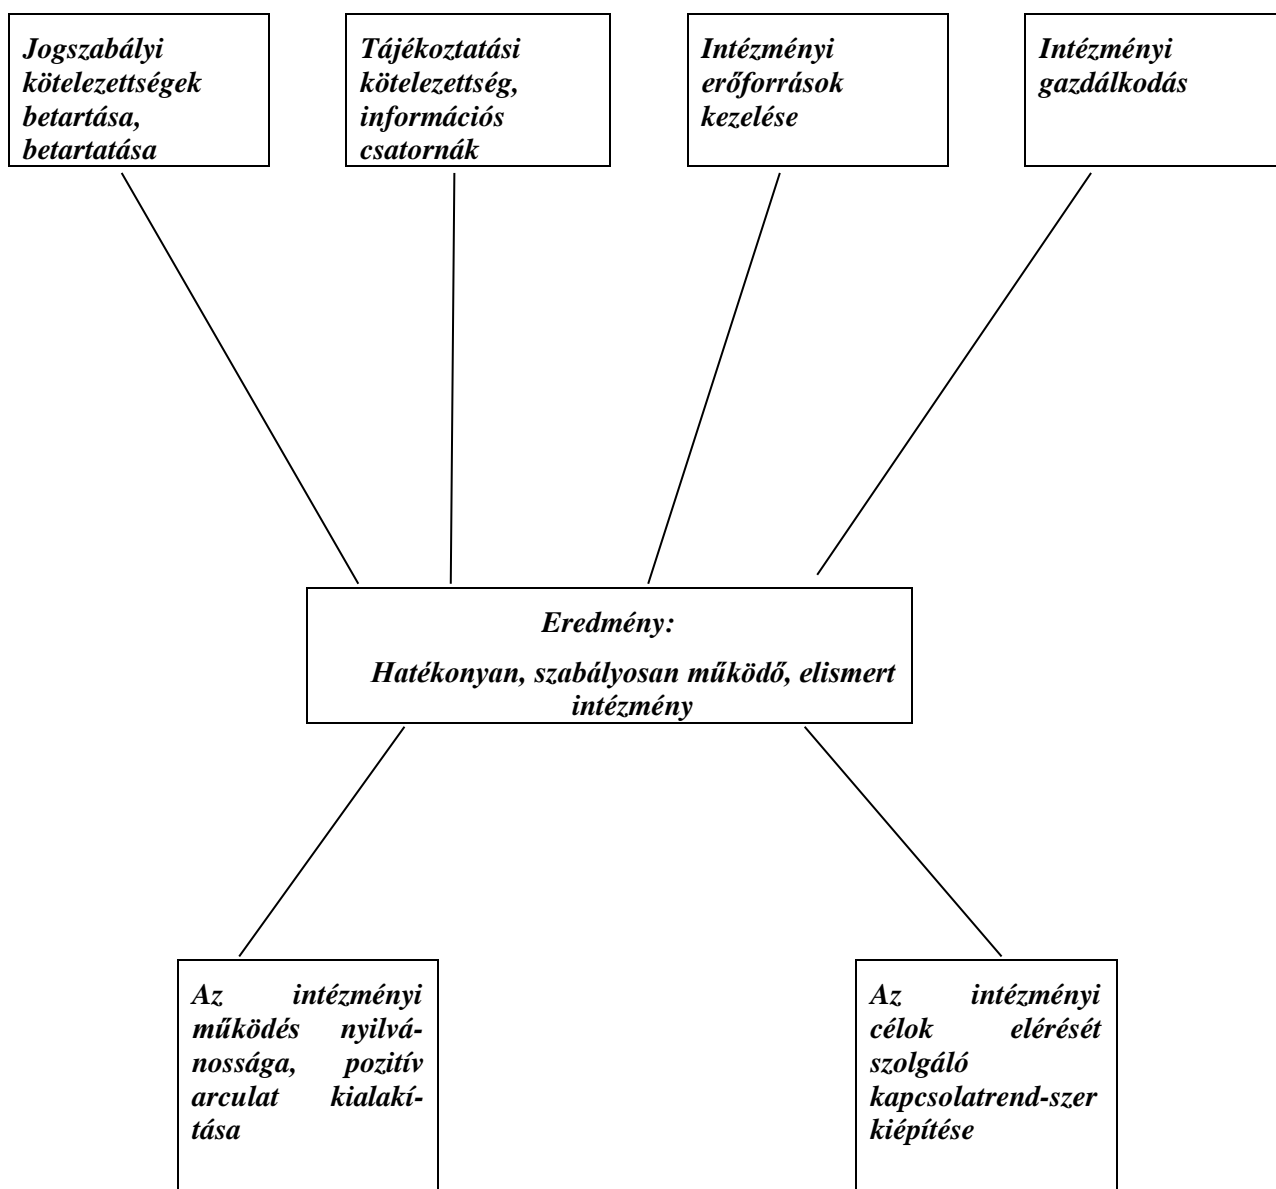 Jogszabályi
kötelezettségek
betartása,
betartatása
Tájékoztatási
kötelezettség,
információs
csatornák
Intézményi
erőforrások
kezelése
Intézményi
gazdálkodás
Eredmény:
Hatékonyan, szabályosan működő, elismert
intézmény
Az intézményi
működés nyilvá-
nossága, pozitív
arculat kialakí-
tása
Az intézményi
célok elérését
szolgáló
kapcsolatrend-szer
kiépítése